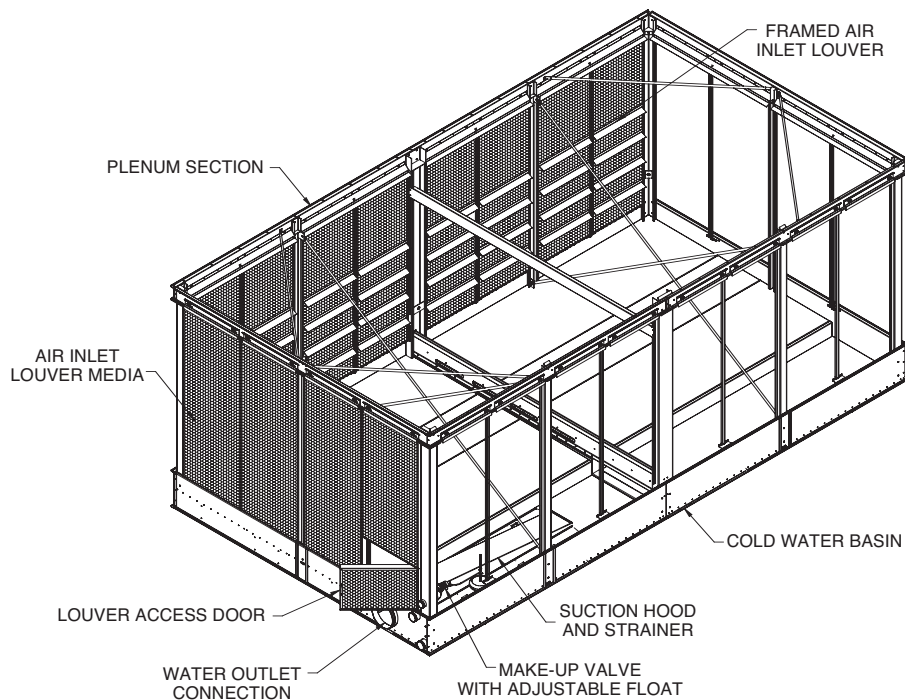 FRAMED AIR
INLET LOUVER
PLENUM SECTION
AIR INLET
LOUVER MEDIA
COLD WATER BASIN
LOUVER ACCESS DOOR
SUCTION HOOD
AND STRAINER
WATER OUTLET
CONNECTION
MAKE-UP VALVE
WITH ADJUSTABLE FLOAT